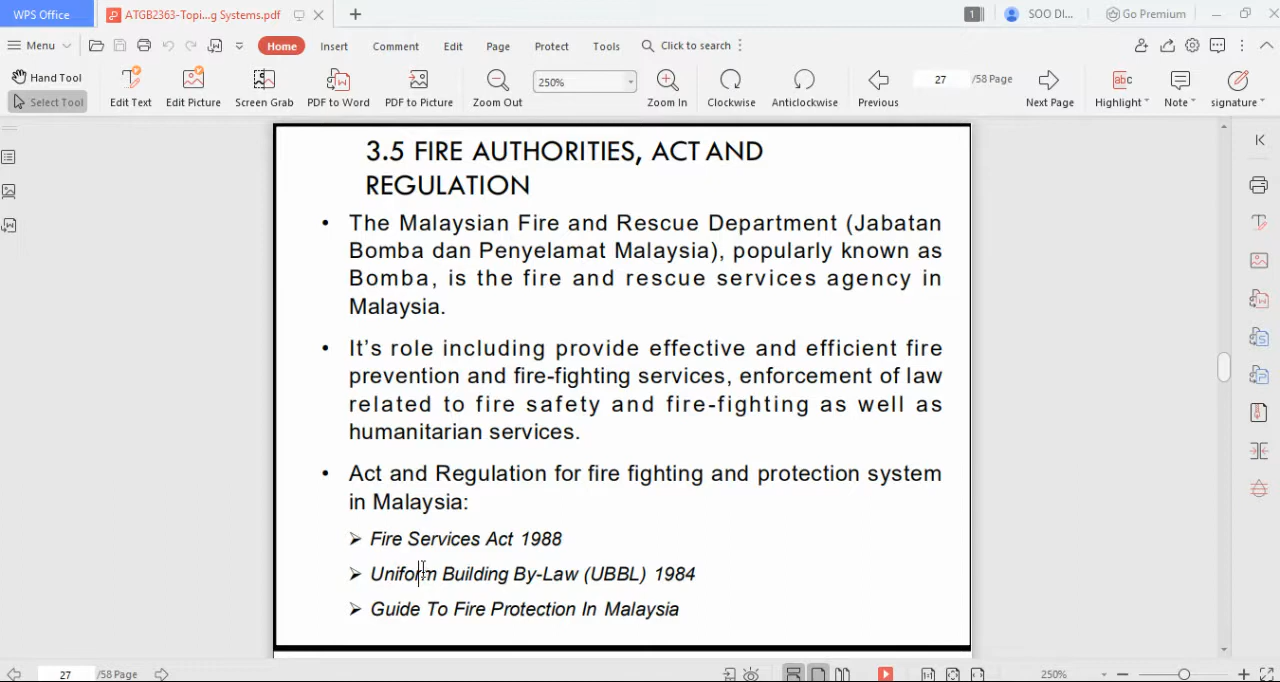 WPS Office
ATGB2363-Topi...g Systems.pdf
1
SOO DI...
Go Premium
Menu
Home
Insert
Comment
Edit
Page
Protect
Tools
Click to search
Hand Tool
Select Tool
Edit Text
Edit Picture
Screen Grab
PDF to Word
PDF to Picture
Zoom Out
250%
Zoom In
Clockwise
Anticlockwise
Previous
27 /58 Page
Next Page
Highlight
Note
signature
3.5 FIRE AUTHORITIES, ACT AND
REGULATION
• The Malaysian Fire and Rescue Department (Jabatan
Bomba dan Penyelamat Malaysia), popularly known as
Bomba, is the fire and rescue services agency in
Malaysia.
• It's role including provide effective and efficient fire
prevention and fire-fighting services, enforcement of law
related to fire safety and fire-fighting as well as
humanitarian services.
• Act and Regulation for fire fighting and protection system
in Malaysia:
➢ Fire Services Act 1988
➢ Uniform Building By-Law (UBBL) 1984
➢ Guide To Fire Protection In Malaysia
27 /58 Page
250%